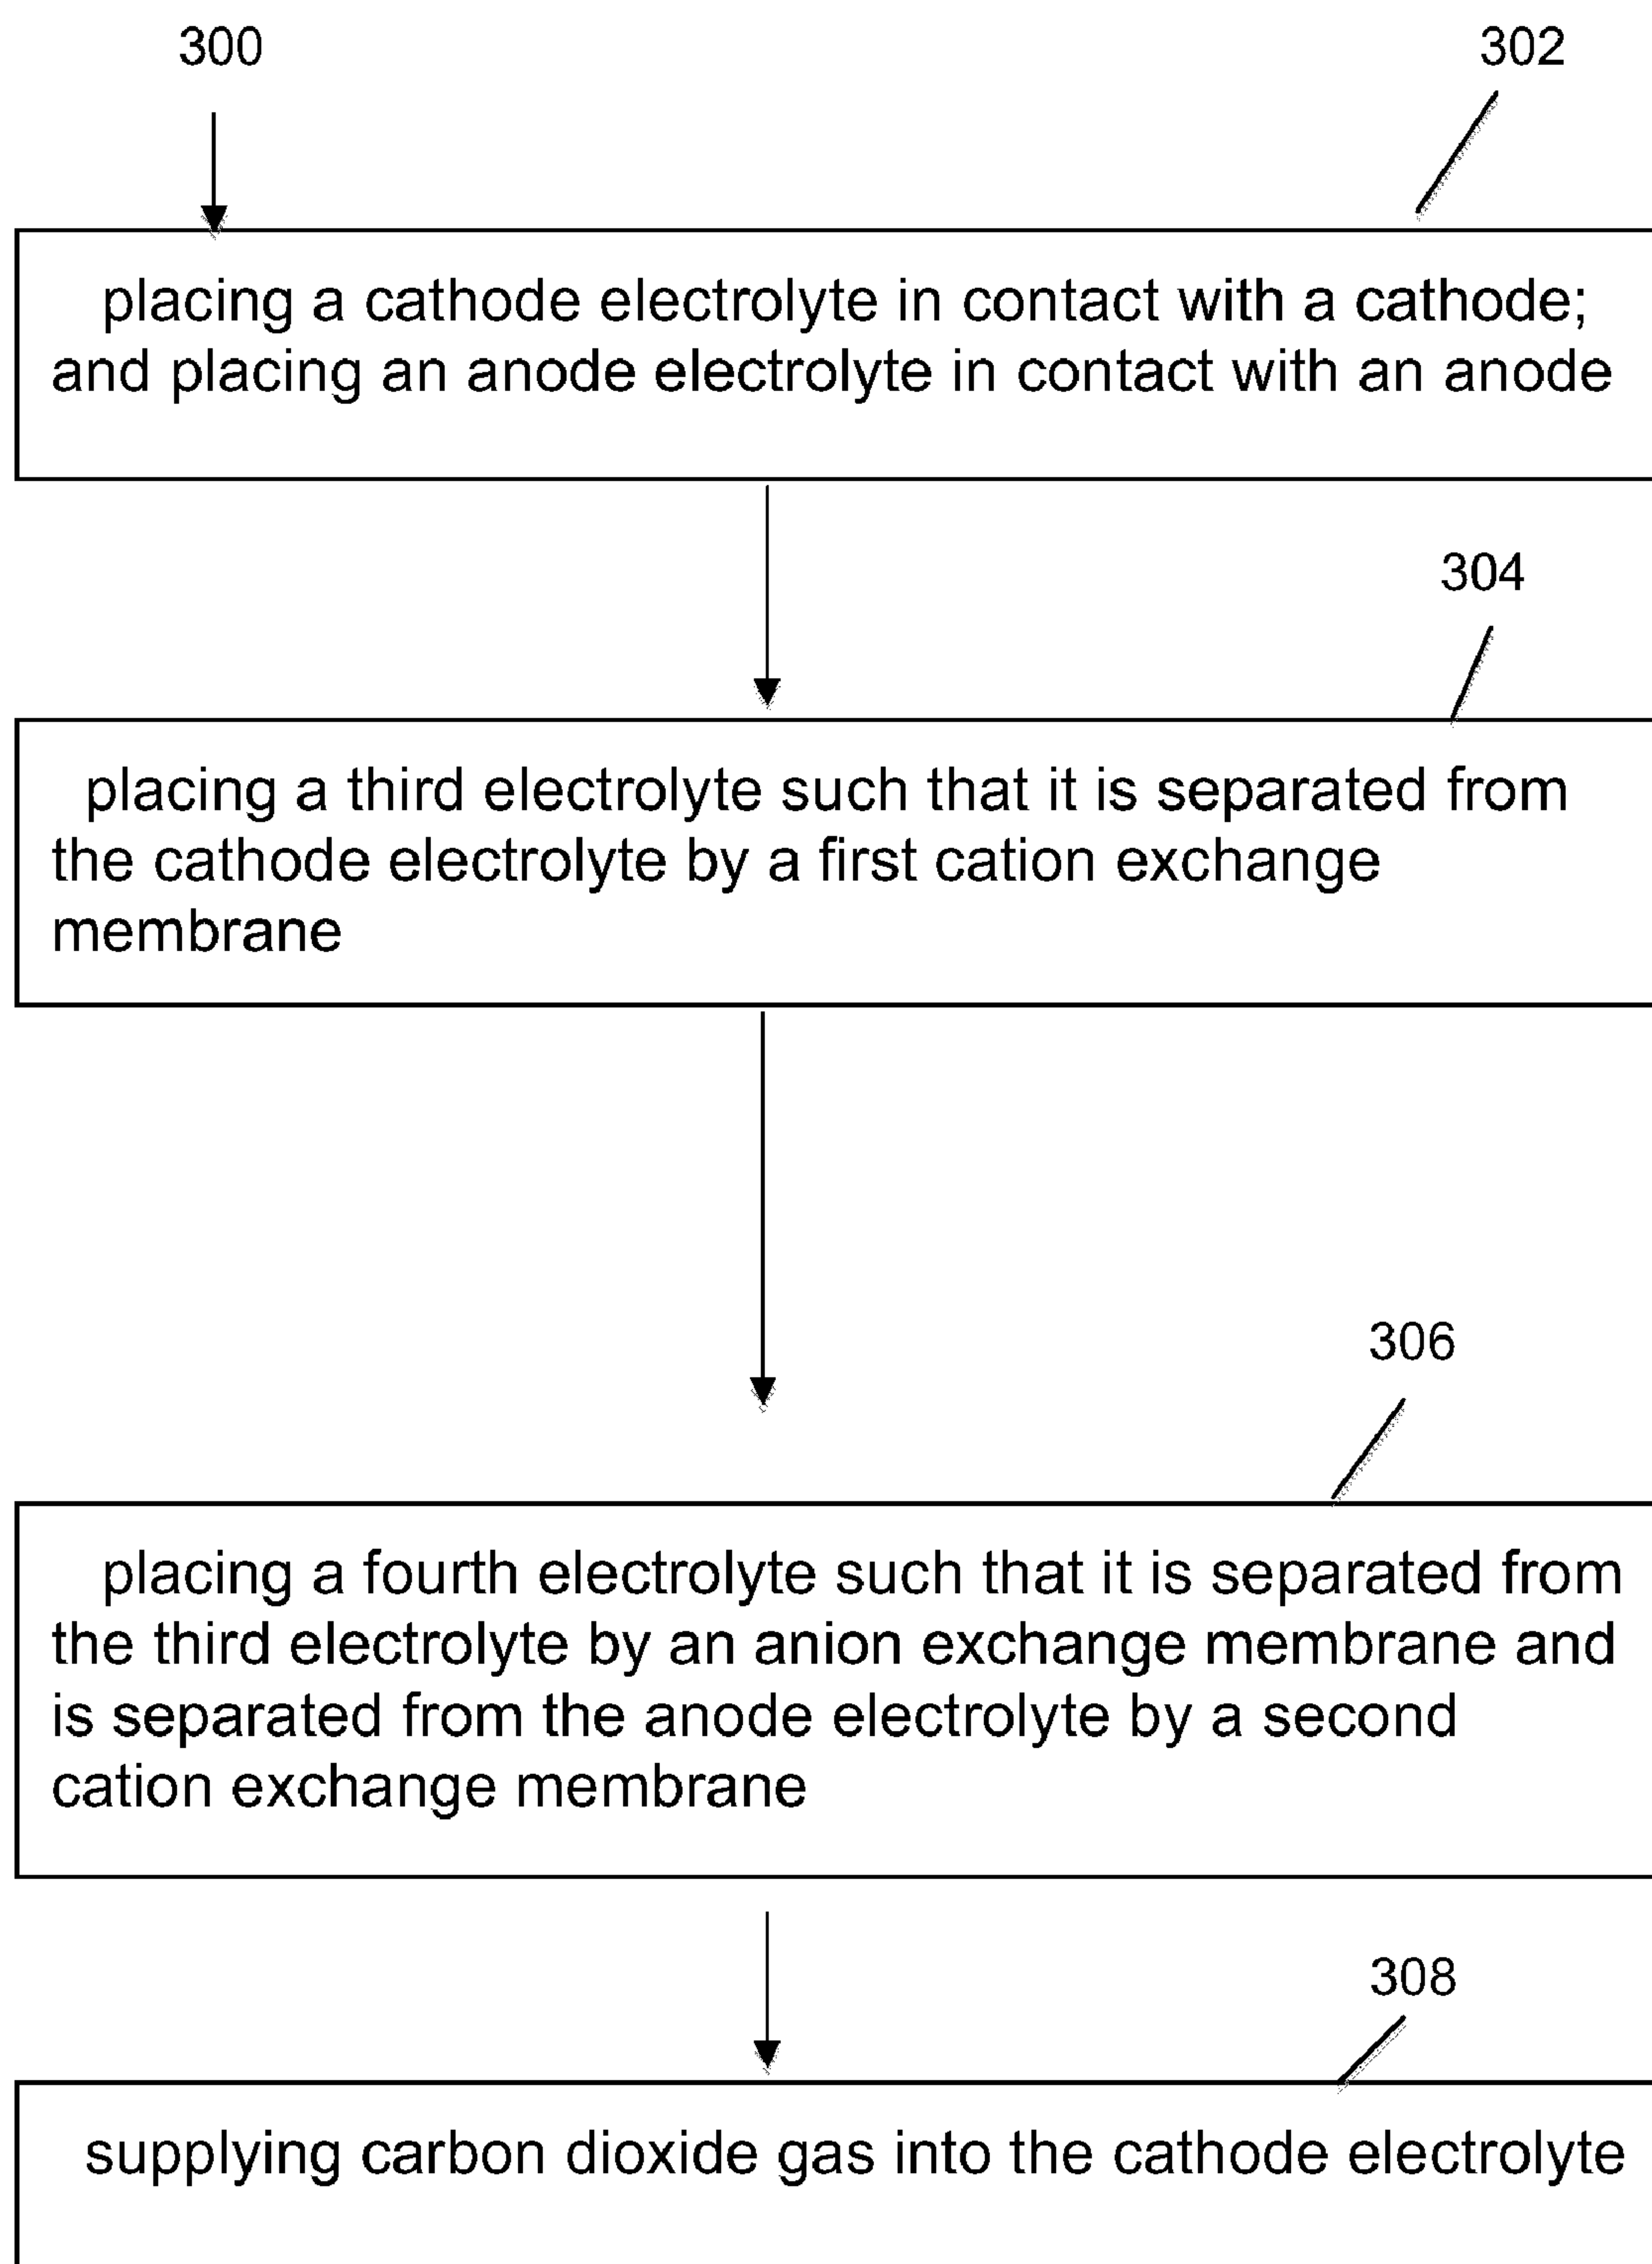 300
302
placing a cathode electrolyte in contact with a cathode;
and placing an anode electrolyte in contact with an anode
304
placing a third electrolyte such that it is separated from
the cathode electrolyte by a first cation exchange
membrane
306
placing a fourth electrolyte such that it is separated from
the third electrolyte by an anion exchange membrane and
is separated from the anode electrolyte by a second
cation exchange membrane
308
supplying carbon dioxide gas into the cathode electrolyte